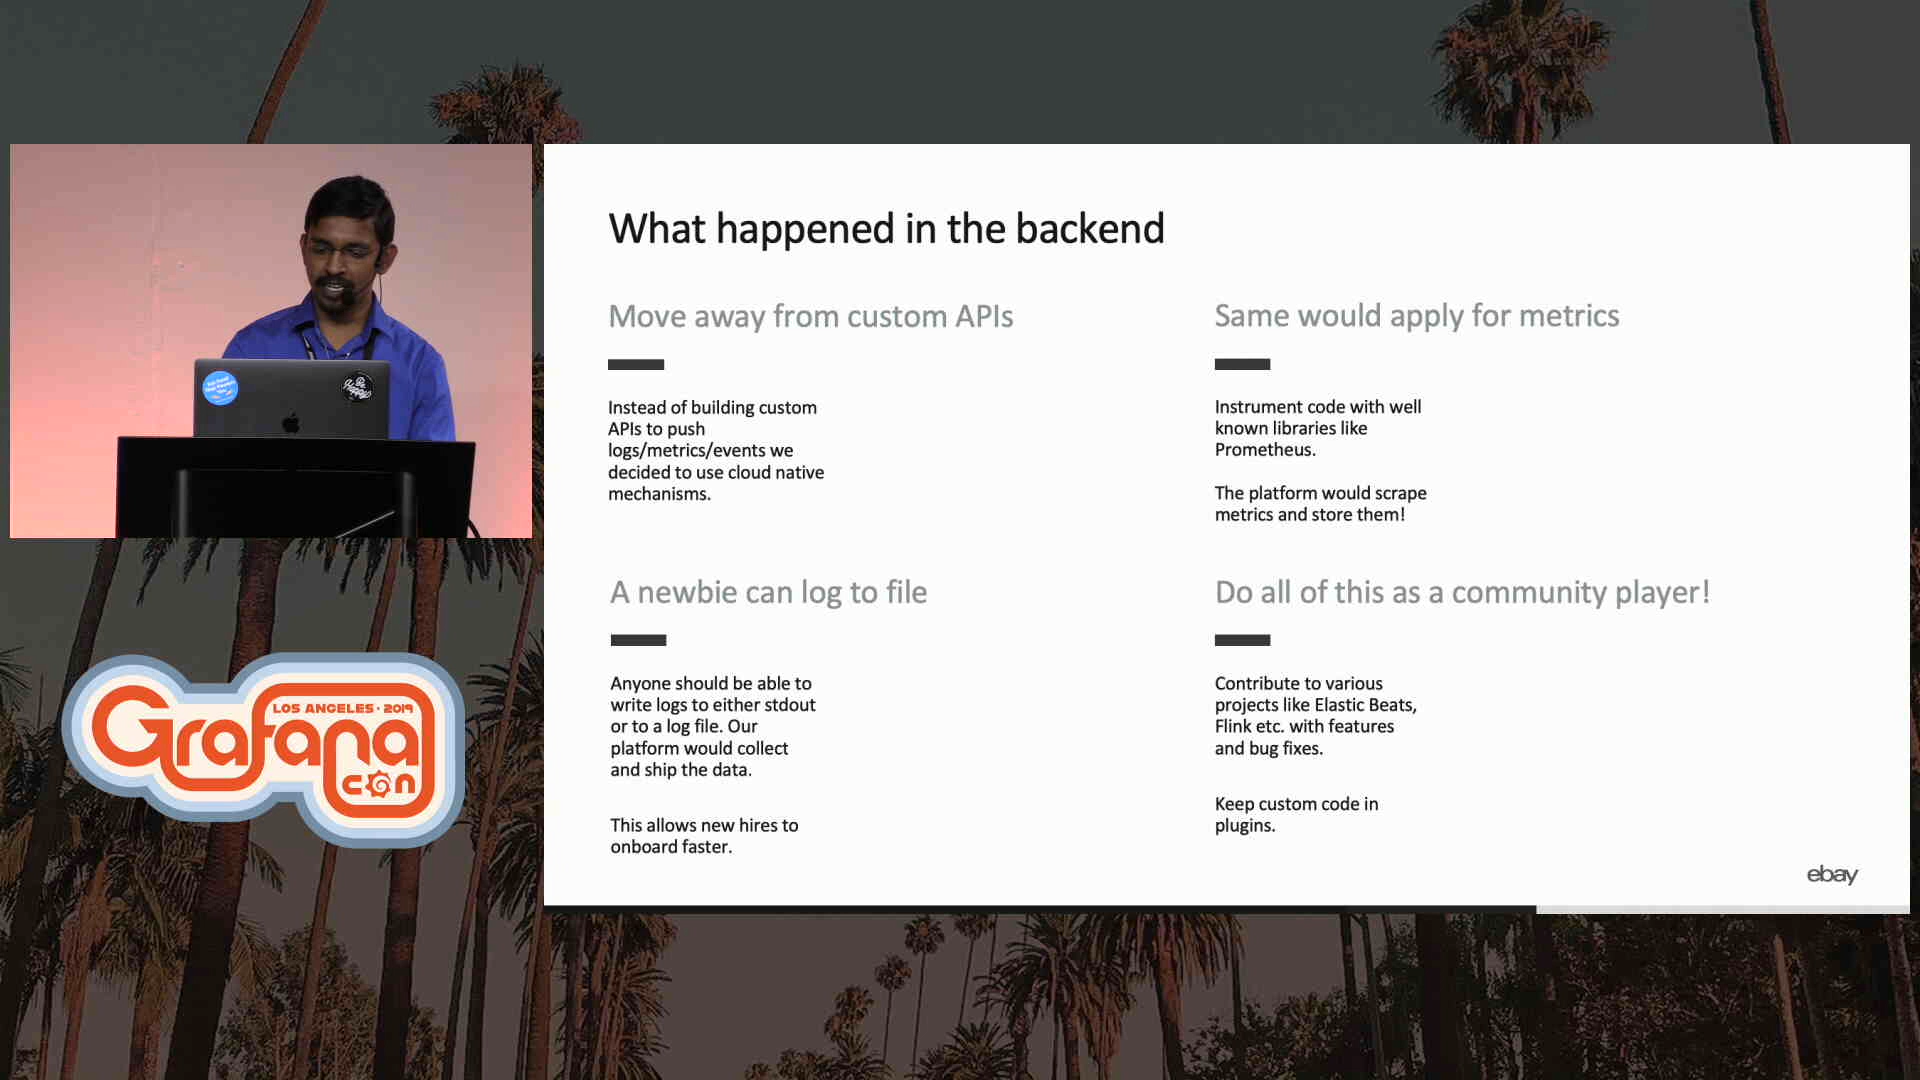 What happened in the backend
Move away from custom APIs
Instead of building custom
APIs to push
logs/metrics/events we
decided to use cloud native
mechanisms.
Same would apply for metrics
Instrument code with well
known libraries like
Prometheus.
The platform would scrape
metrics and store them!
A newbie can log to file
Anyone should be able to
write logs to either stdout
or to a log file. Our
platform would collect
and ship the data.
This allows new hires to
onboard faster.
Do all of this as a community player!
Contribute to various
projects like Elastic Beats,
Flink etc. with features
and bug fixes.
Keep custom code in
plugins.
ebay
LOS ANGELES · 2019
Grafana
con
Be
Happy